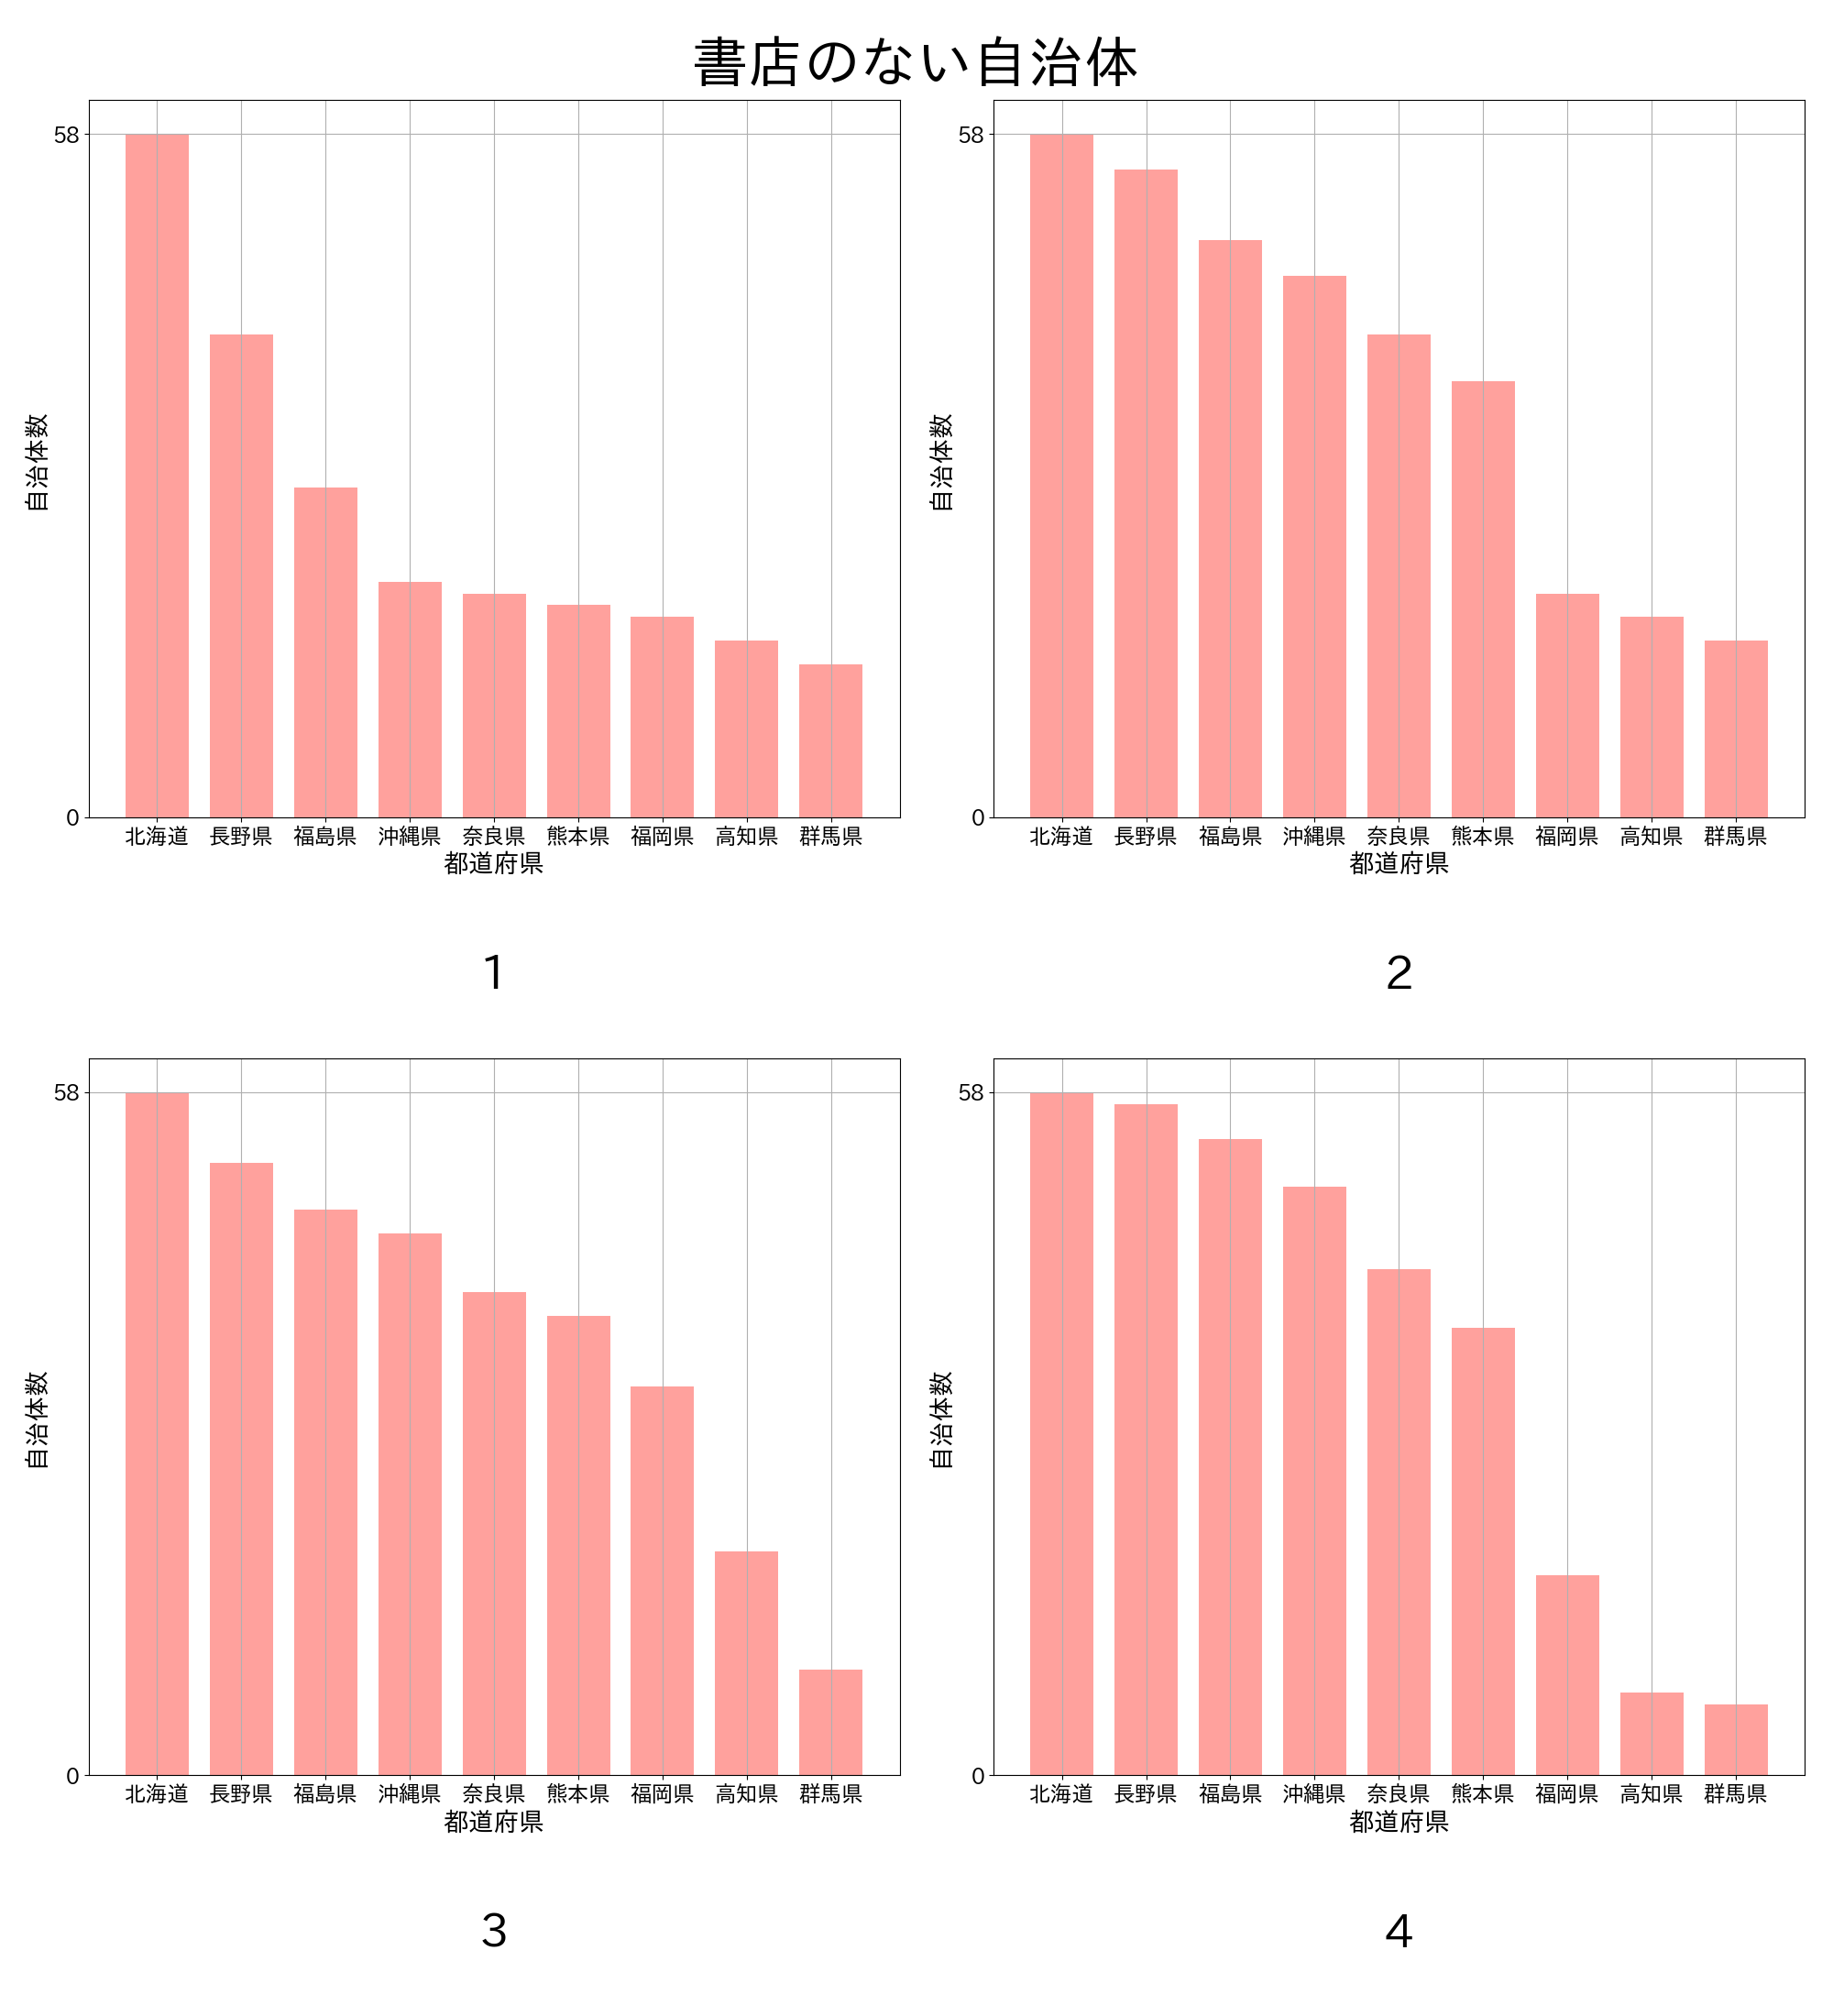 書店のない自治体
58
0
自治体数
北海道 長野県 福島県 沖縄県 奈良県 熊本県 福岡県 高知県 群馬県
都道府県
1
58
0
自治体数
北海道 長野県 福島県 沖縄県 奈良県 熊本県 福岡県 高知県 群馬県
都道府県
2
58
0
自治体数
北海道 長野県 福島県 沖縄県 奈良県 熊本県 福岡県 高知県 群馬県
都道府県
3
58
0
自治体数
北海道 長野県 福島県 沖縄県 奈良県 熊本県 福岡県 高知県 群馬県
都道府県
4